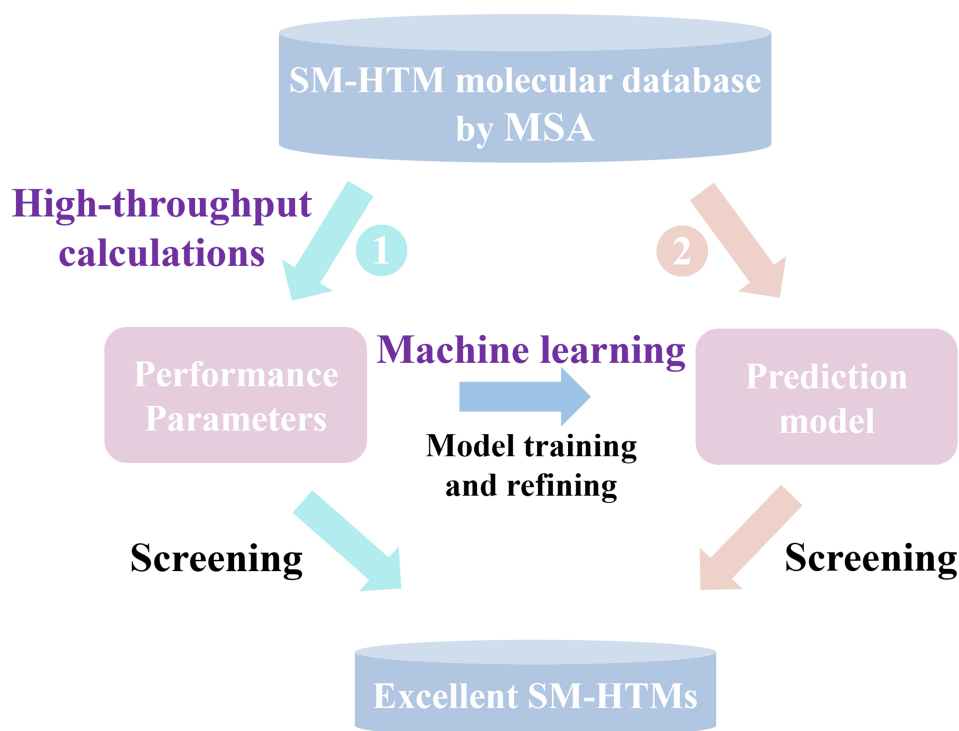 SM-HTM molecular database
by MSA
High-throughput
calculations
1
2
Performance
Parameters
Machine learning
Model training
and refining
Prediction
model
Screening
Screening
Excellent SM-HTMs